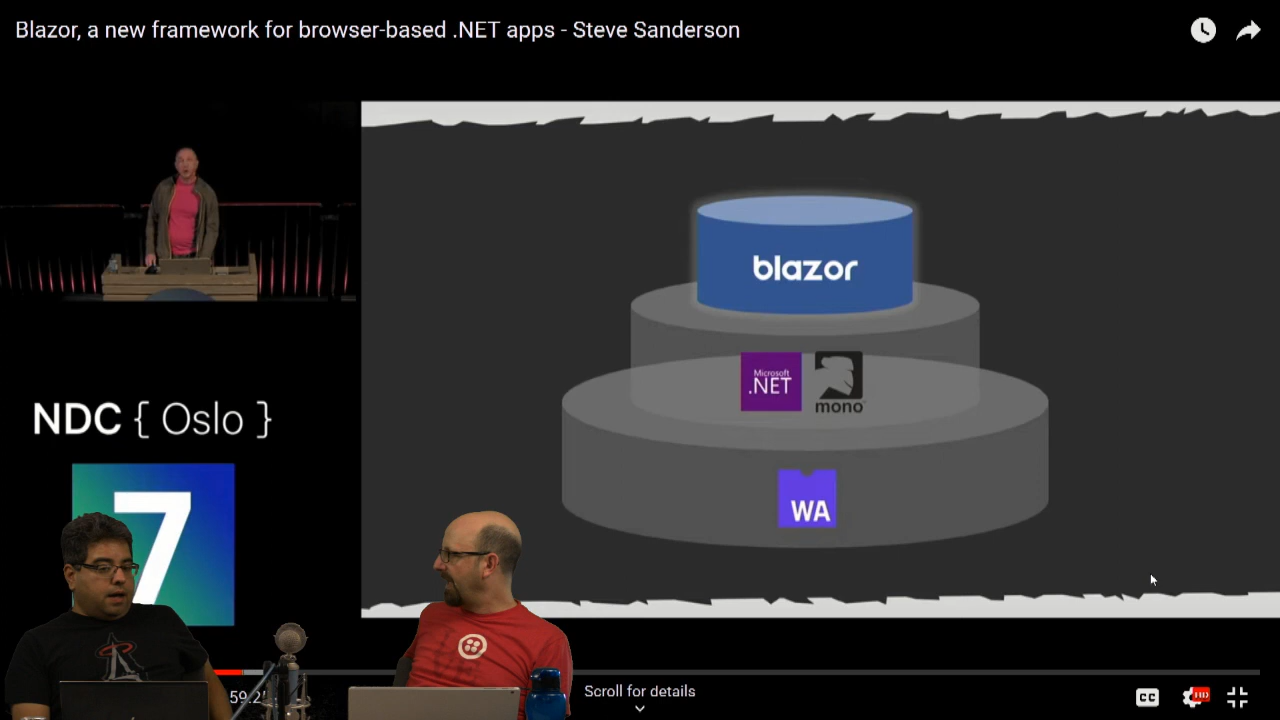 Blazor, a new framework for browser-based .NET apps - Steve Sanderson
blazor
Microsoft
.NET
mono
WA
NDC { Oslo }
7
Scroll for details
CC
HD